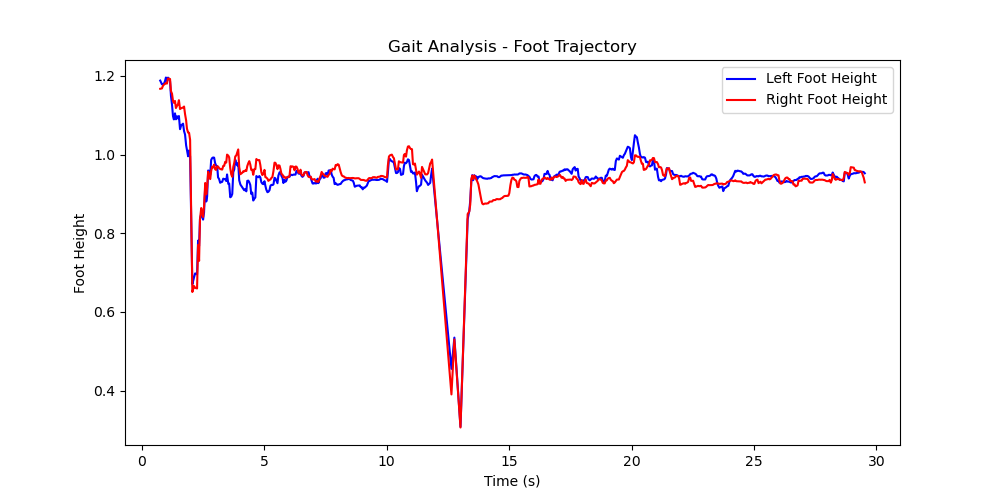 Gait Analysis - Foot Trajectory
Left Foot Height
Right Foot Height
Foot Height
1.2
1.0
0.8
0.6
0.4
0
5
10
15
20
25
30
Time (s)